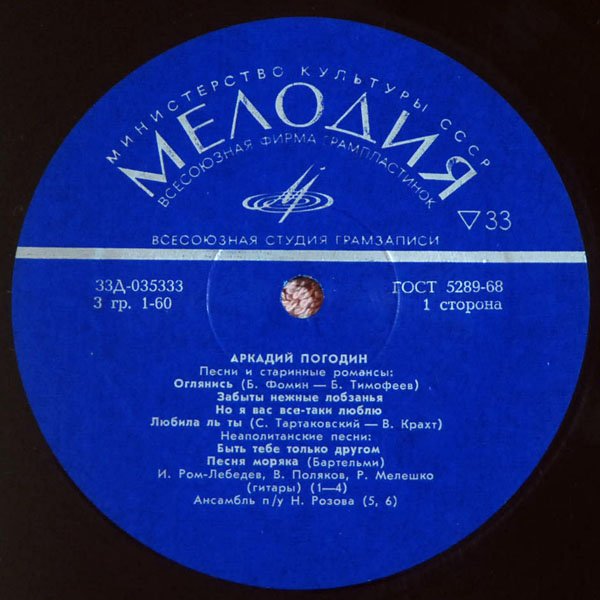 МИНИСТЕРСТВО КУЛЬТУРЫ СССР
МЕЛОДИЯ
ВСЕСОЮЗНАЯ ФИРМА ГРАМПЛАСТИНОК
▽33
ВСЕСОЮЗНАЯ СТУДИЯ ГРАМЗАПИСИ
33Д-035333
3 гр. 1-60
ГОСТ 5289-68
1 сторона
АРКАДИЙ ПОГОДИН
Песни и старинные романсы:
Оглянись (Б. Фомин — Б. Тимофеев)
Забыты нежные лобзанья
Но я вас все-таки люблю
Любила ль ты (С. Тартаковский — В. Крахт)
Неаполитанские песни:
Быть тебе только другом
Песня моряка (Бартельми)
И. Ром-Лебедев, В. Поляков, Р. Мелешко
(гитары) (1—4)
Ансамбль п/у Н. Розова (5, 6)